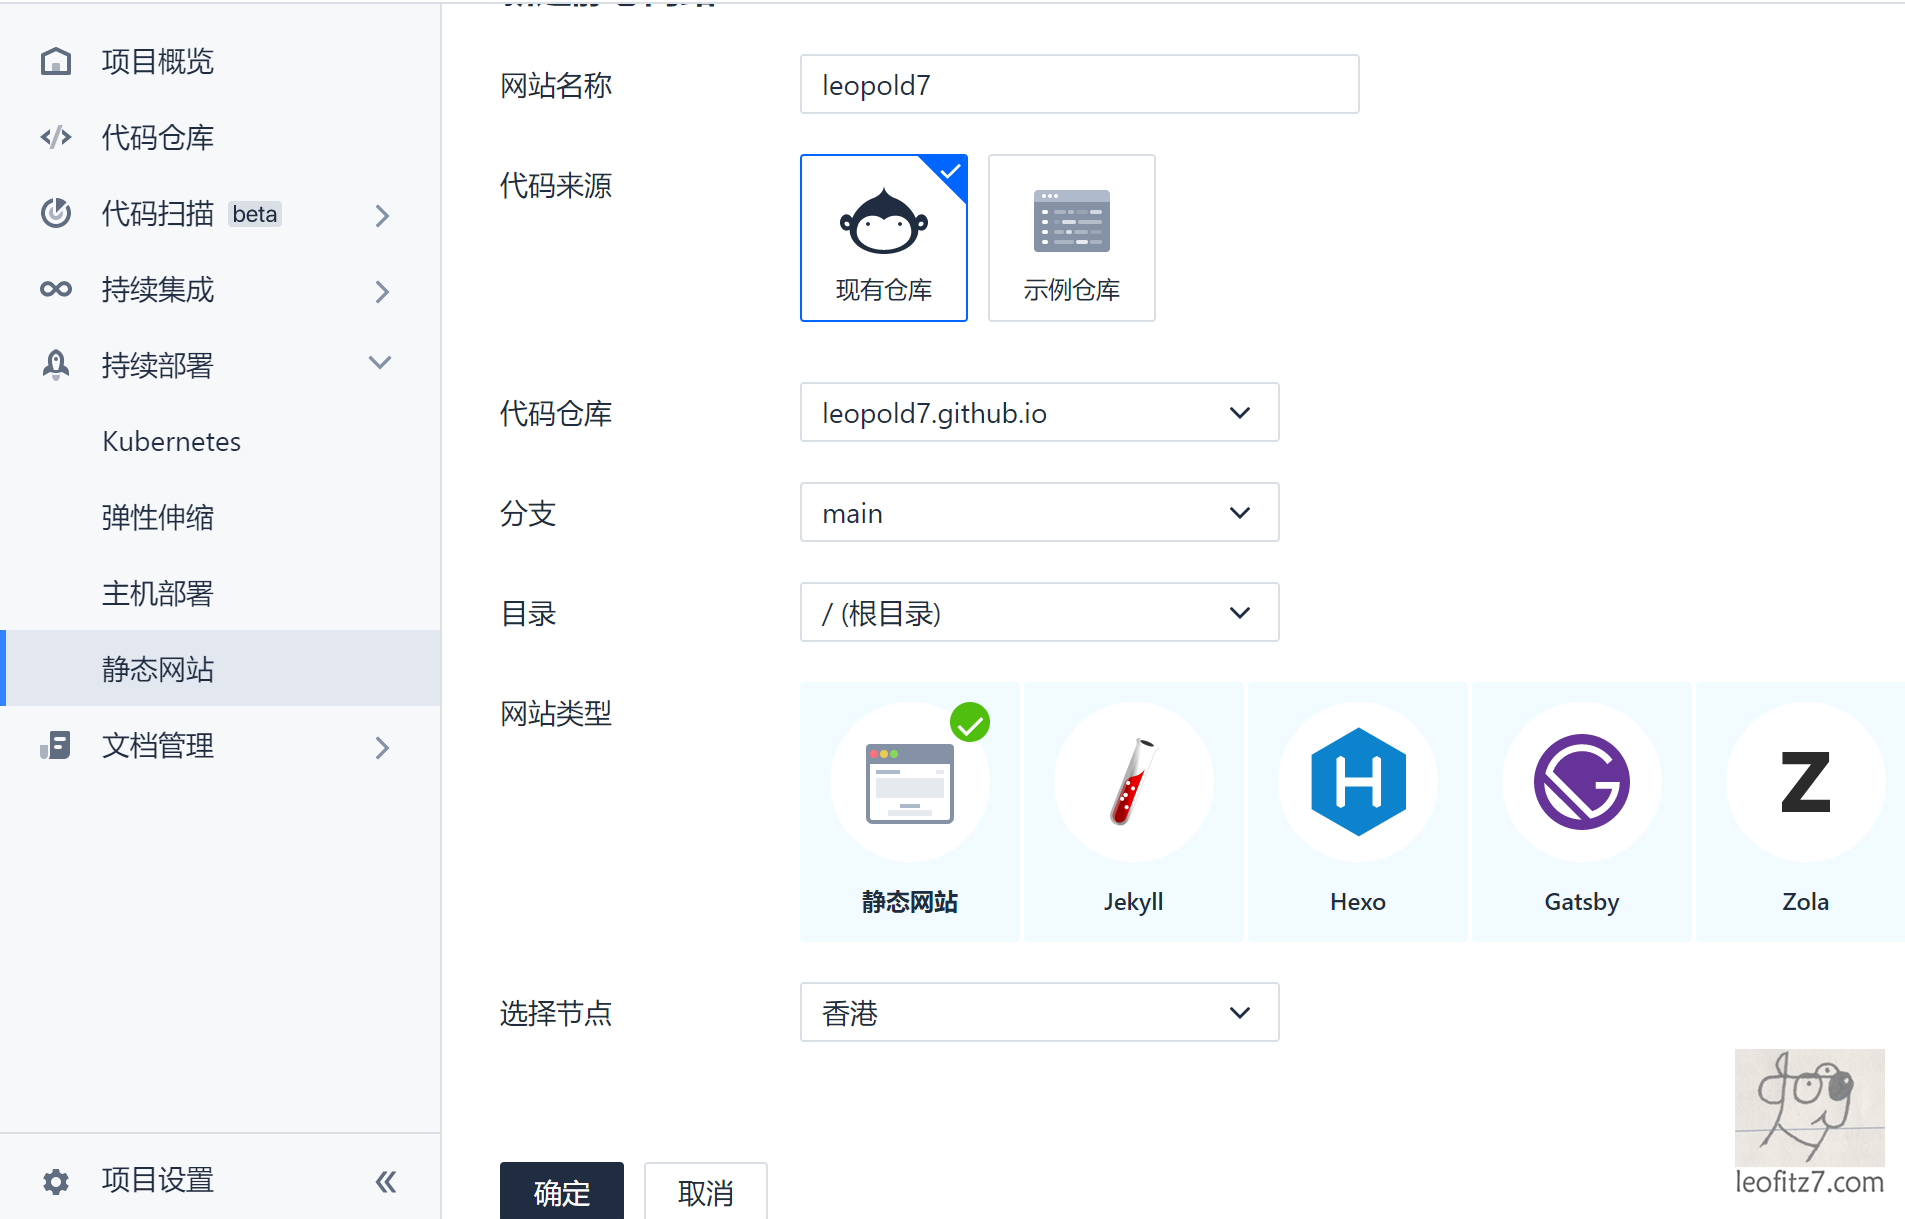 项目概览
代码仓库
代码扫描 beta
持续集成
持续部署
Kubernetes
弹性伸缩
主机部署
静态网站
文档管理
项目设置
网站名称
leopold7
代码来源
现有仓库
示例仓库
代码仓库
leopold7.github.io
分支
main
目录
/ (根目录)
网站类型
静态网站
Jekyll
Hexo
Gatsby
Z
Zola
选择节点
香港
确定
取消
dog
leofitz7.com